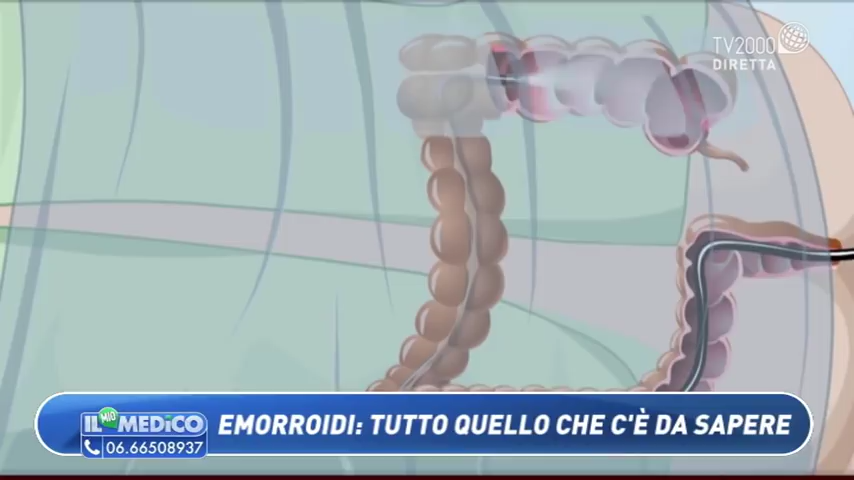 TV2000
DIRETTA
IL MIO MEDICO
06.66508937
EMORROIDI: TUTTO QUELLO CHE C'È DA SAPERE